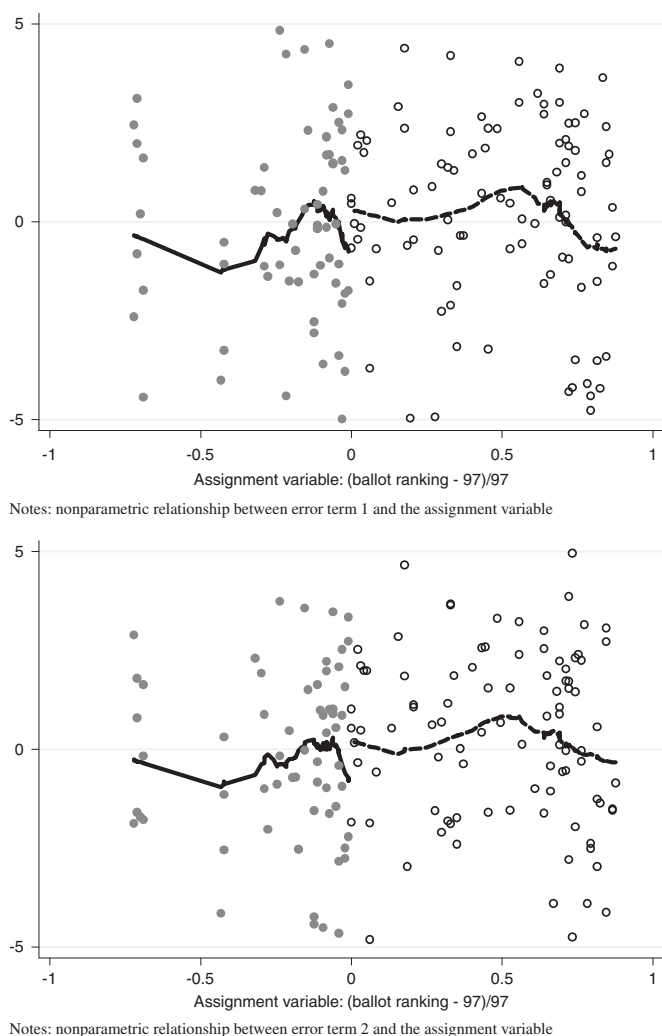 5
0
-5
-1 -0.5 0 0.5 1
Assignment variable: (ballot ranking - 97)/97
Notes: nonparametric relationship between error term 1 and the assignment variable
5
0
-5
-1 -0.5 0 0.5 1
Assignment variable: (ballot ranking - 97)/97
Notes: nonparametric relationship between error term 2 and the assignment variable